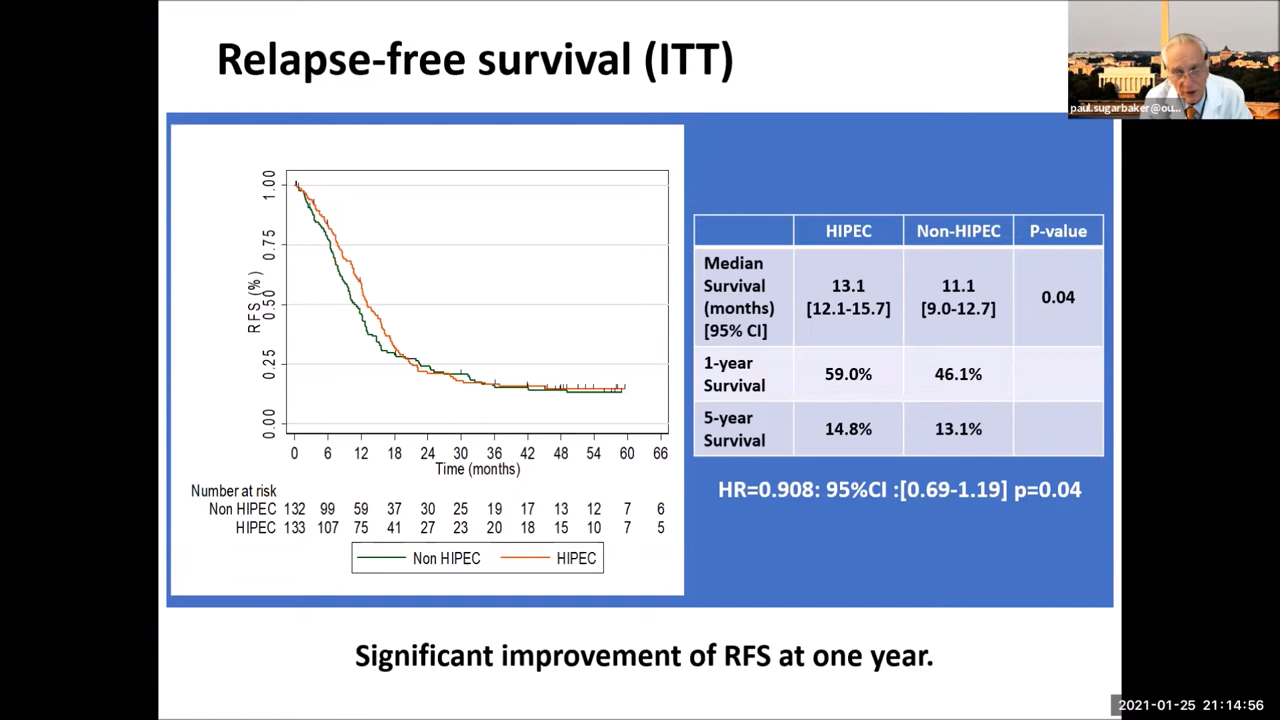 Relapse-free survival (ITT)
paul.sugarbaker@ou...
RFS (%)
1.00
0.75
0.50
0.25
0.00
0 6 12 18 24 30 36 42 48 54 60 66
Time (months)
Number at risk
Non HIPEC 132 99 59 37 30 25 19 17 13 12 7 6
HIPEC 133 107 75 41 27 23 20 18 15 10 7 5
Non HIPEC HIPEC
HIPEC Non-HIPEC P-value
Median
Survival
(months)
[95% CI]
13.1
[12.1-15.7]
11.1
[9.0-12.7]
0.04
1-year
Survival
59.0% 46.1%
5-year
Survival
14.8% 13.1%
HR=0.908: 95%CI :[0.69-1.19] p=0.04
Significant improvement of RFS at one year.
2021-01-25 21:14:56